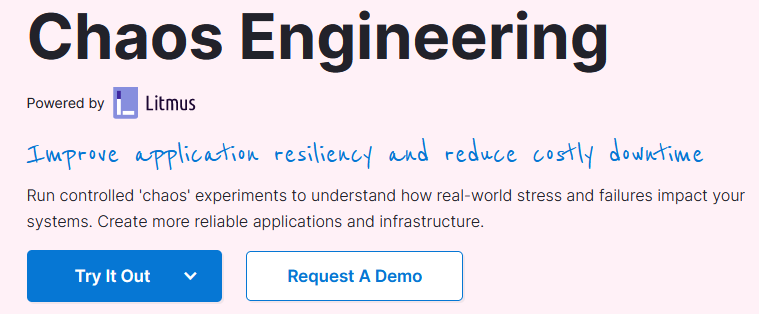 Chaos Engineering
Powered by Litmus
Improve application resiliency and reduce costly downtime
Run controlled 'chaos' experiments to understand how real-world stress and failures impact your
systems. Create more reliable applications and infrastructure.
Try It Out Request A Demo